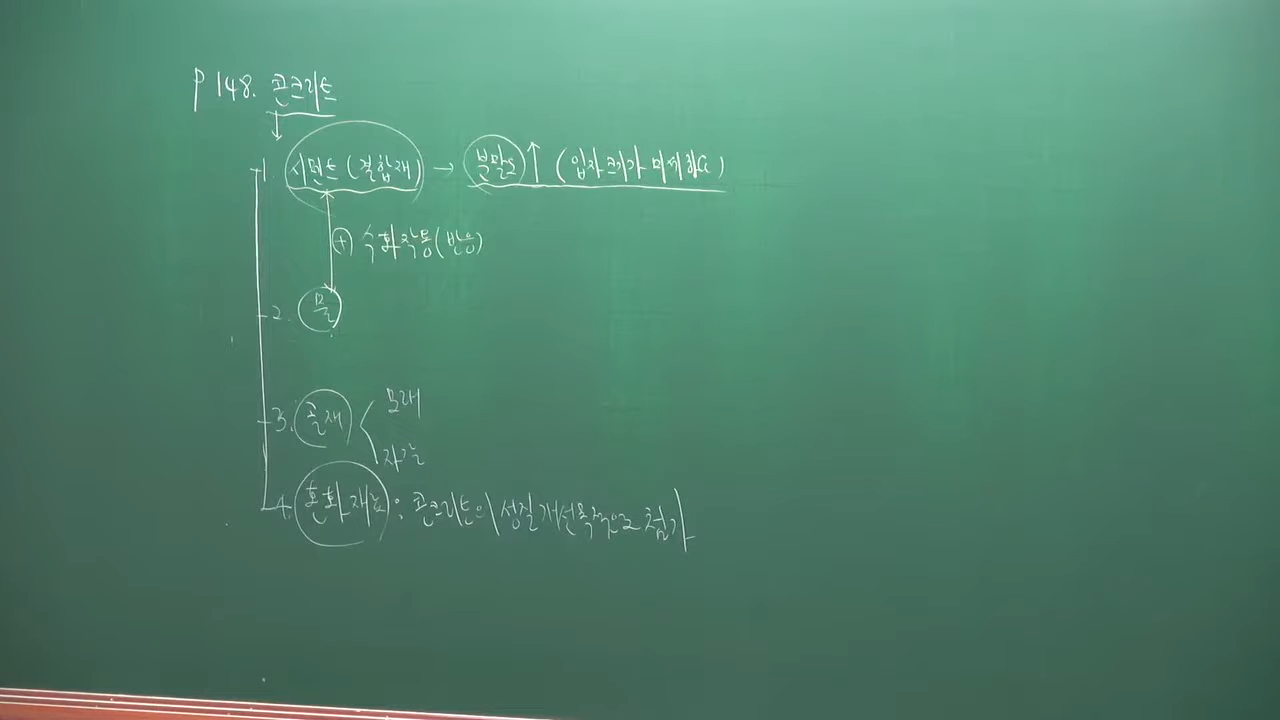 P 148. 콘크리트
1 시멘트 (결합재) → 분말도 ↑ (입자크기가 미세하다)
(+) 수화작용(반응)
2. 물
3. 골재 < 모래
자갈
4. 혼화재료 : 콘크리트의 성질개선목적으로 첨가